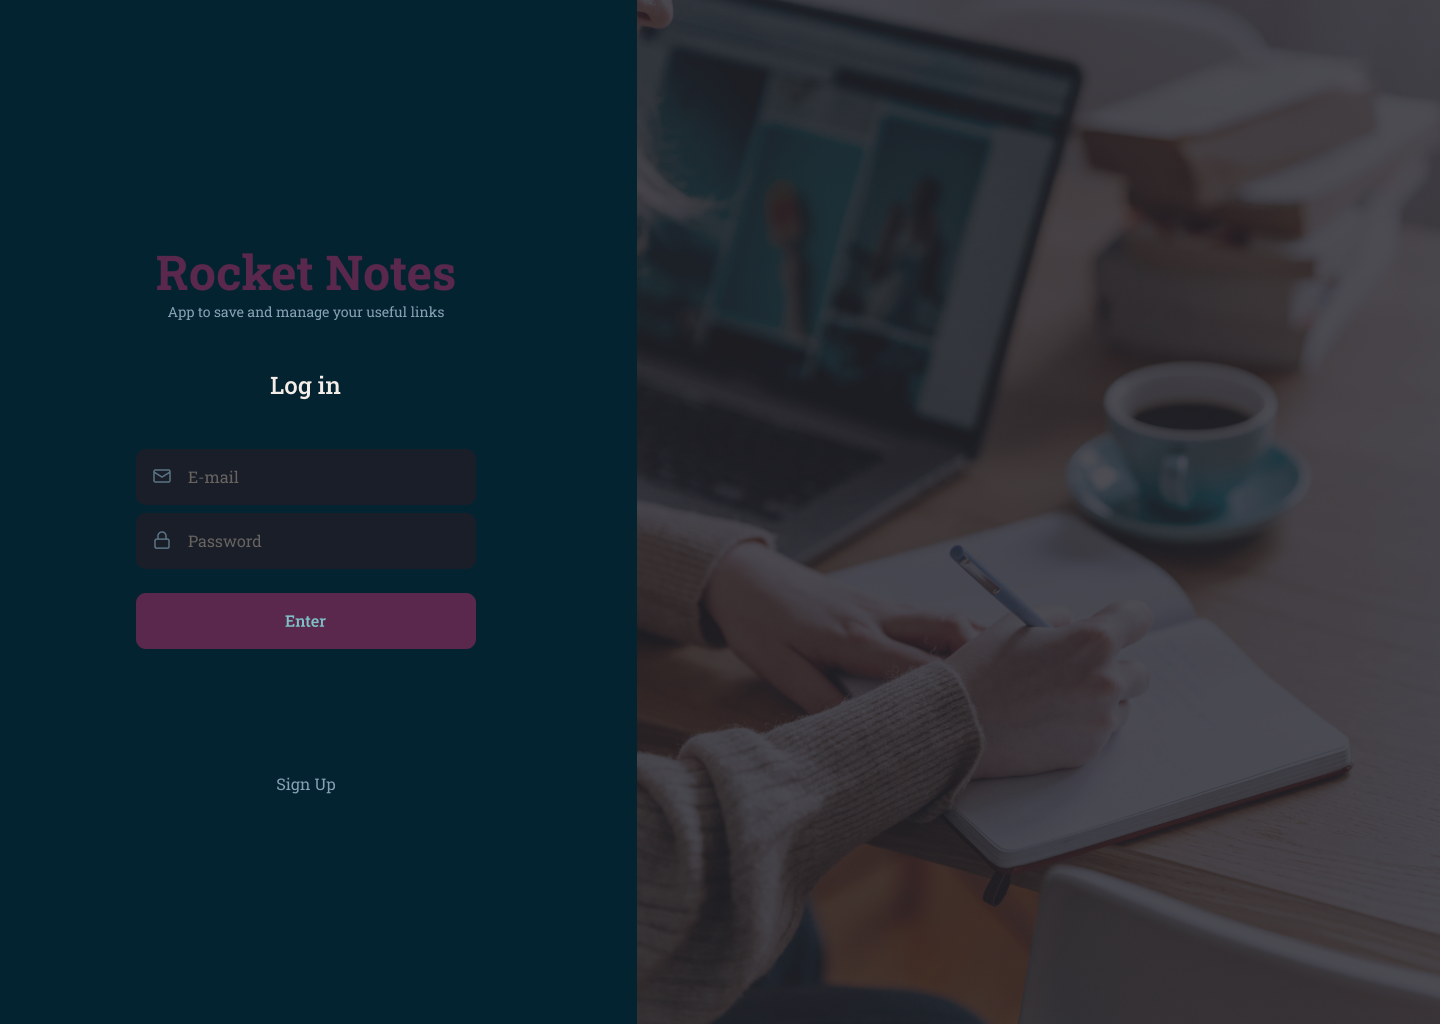 Rocket Notes
App to save and manage your useful links
Log in
E-mail
Password
Enter
Sign Up